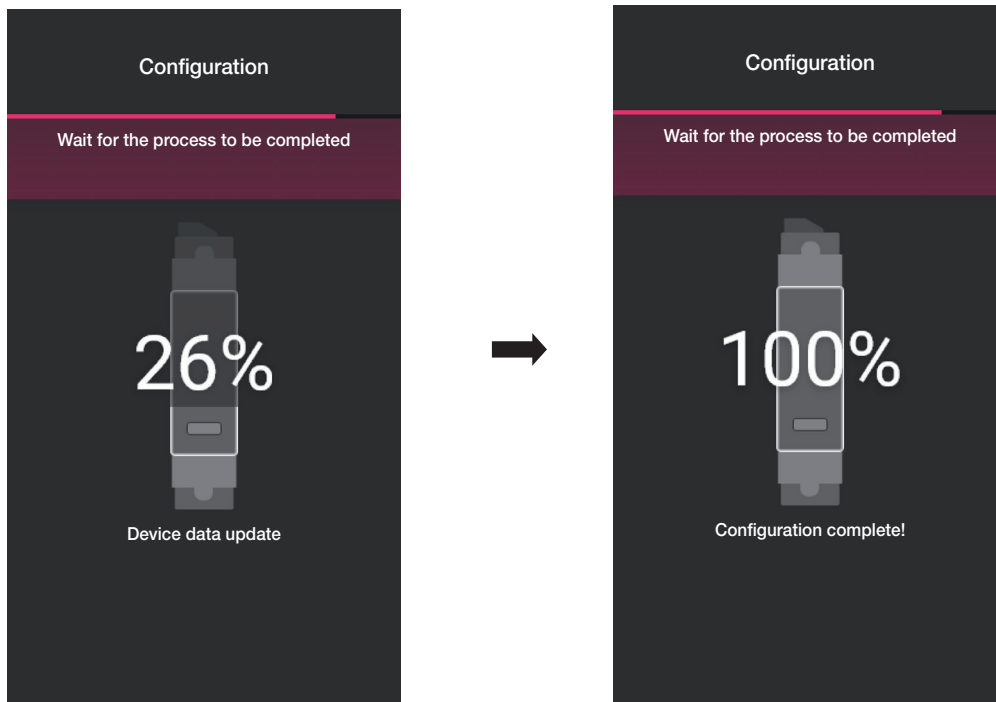 Configuration
Wait for the process to be completed
26%
Device data update
Configuration
Wait for the process to be completed
100%
Configuration complete!